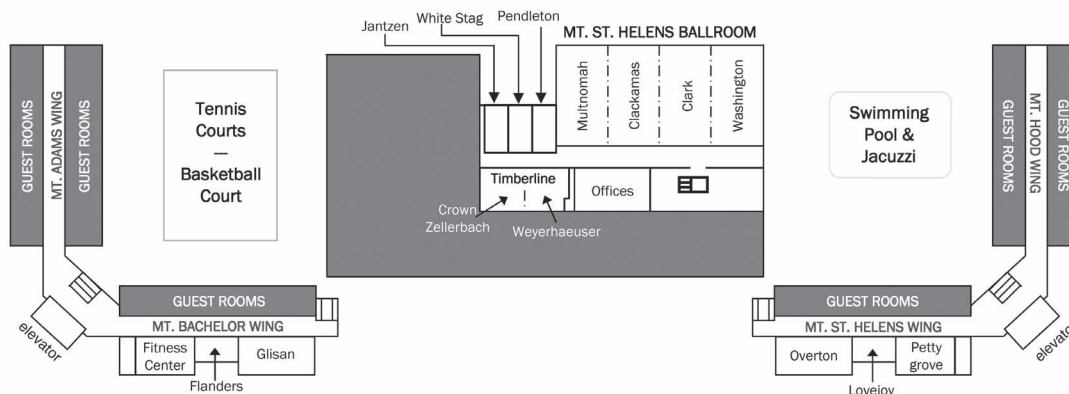 Jantzen
White Stag
Pendleton
MT. ST. HELENS BALLROOM
Multnomah
Clackamas
Clark
Washington
GUEST ROOMS
MT. ADAMS WING
GUEST ROOMS
Tennis
Courts
—
Basketball
Court
Swimming
Pool &
Jacuzzi
GUEST ROOMS
MT. HOOD WING
GUEST ROOMS
Timberline
Offices
Crown
Zellerbach
Weyerhaeuser
elevator
GUEST ROOMS
MT. BACHELOR WING
Fitness
Center
Glisan
Flanders
GUEST ROOMS
MT. ST. HELENS WING
Overton
Petty
grove
Lovejoy
elevator